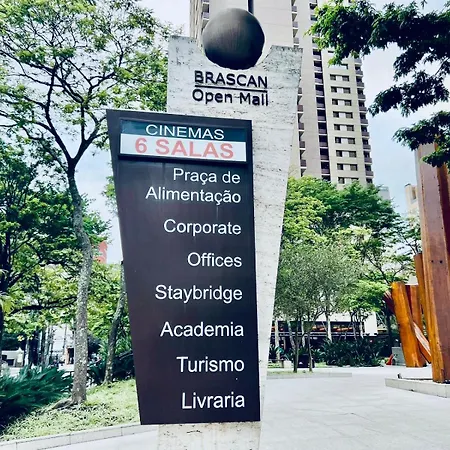 BRASCAN
Open Mall
CINEMAS
6 SALAS
Praça de
Alimentação
Corporate
Offices
Staybridge
Academia
Turismo
Livraria